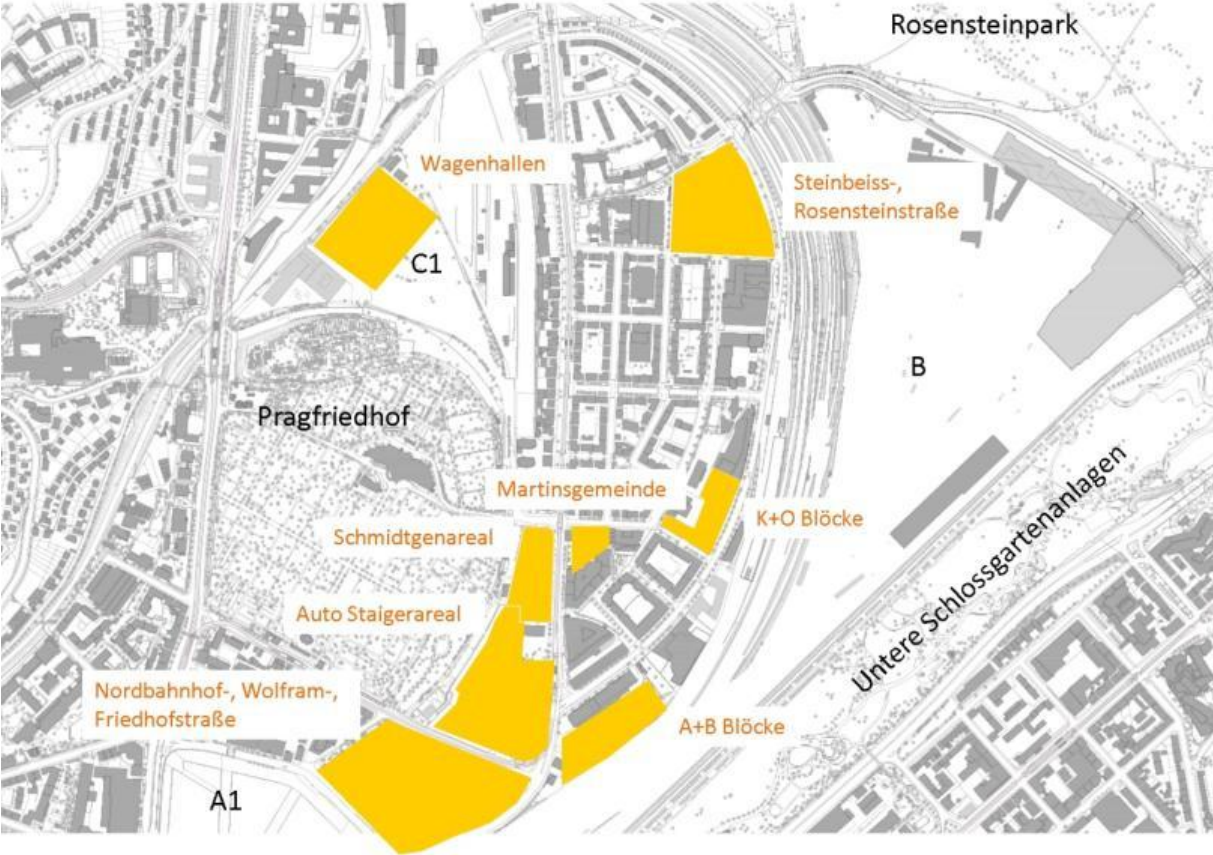 Rosensteinpark
Wagenhallen
Steinbeiss-,
Rosensteinstraße
C1
B
Pragfriedhof
Martinsgemeinde
K+O Blöcke
Schmidtgenareal
Auto Staigerareal
Untere Schlossgartenanlagen
Nordbahnhof-, Wolfram-,
Friedhofstraße
A+B Blöcke
A1